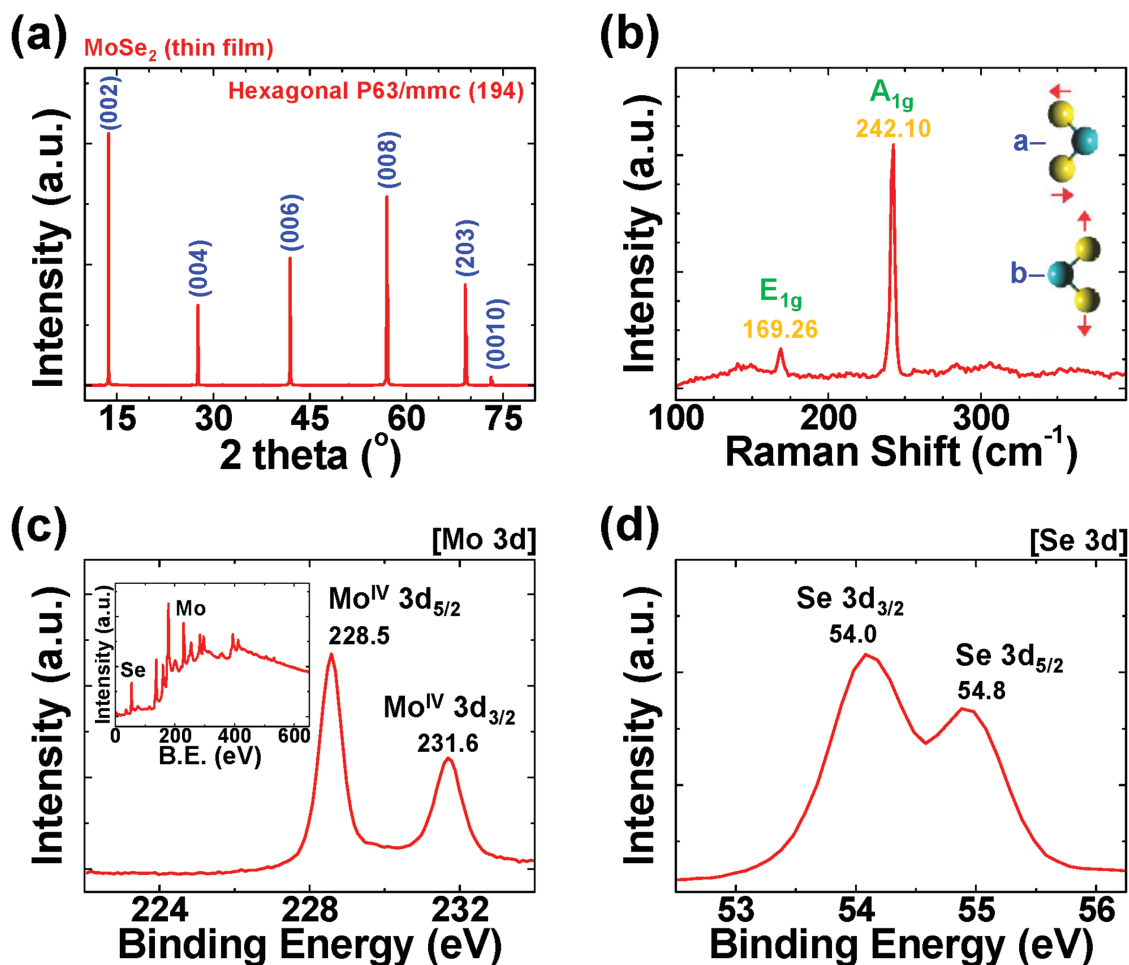 (a)
MoSe2 (thin film)
Hexagonal P63/mmc (194)
(002)
(004)
(006)
(008)
(203)
(0010)
Intensity (a.u.)
15 30 45 60 75
2 theta (°)
(b)
A1g
242.10
E1g
169.26
a–
b–
Intensity (a.u.)
100 200 300
Raman Shift (cm-1)
(c)
[Mo 3d]
MoIV 3d5/2
228.5
MoIV 3d3/2
231.6
Intensity (a.u.)
Mo
Se
Intensity (a.u.)
0 200 400 600
B.E. (eV)
224 228 232
Binding Energy (eV)
(d)
[Se 3d]
Se 3d3/2
54.0
Se 3d5/2
54.8
Intensity (a.u.)
53 54 55 56
Binding Energy (eV)